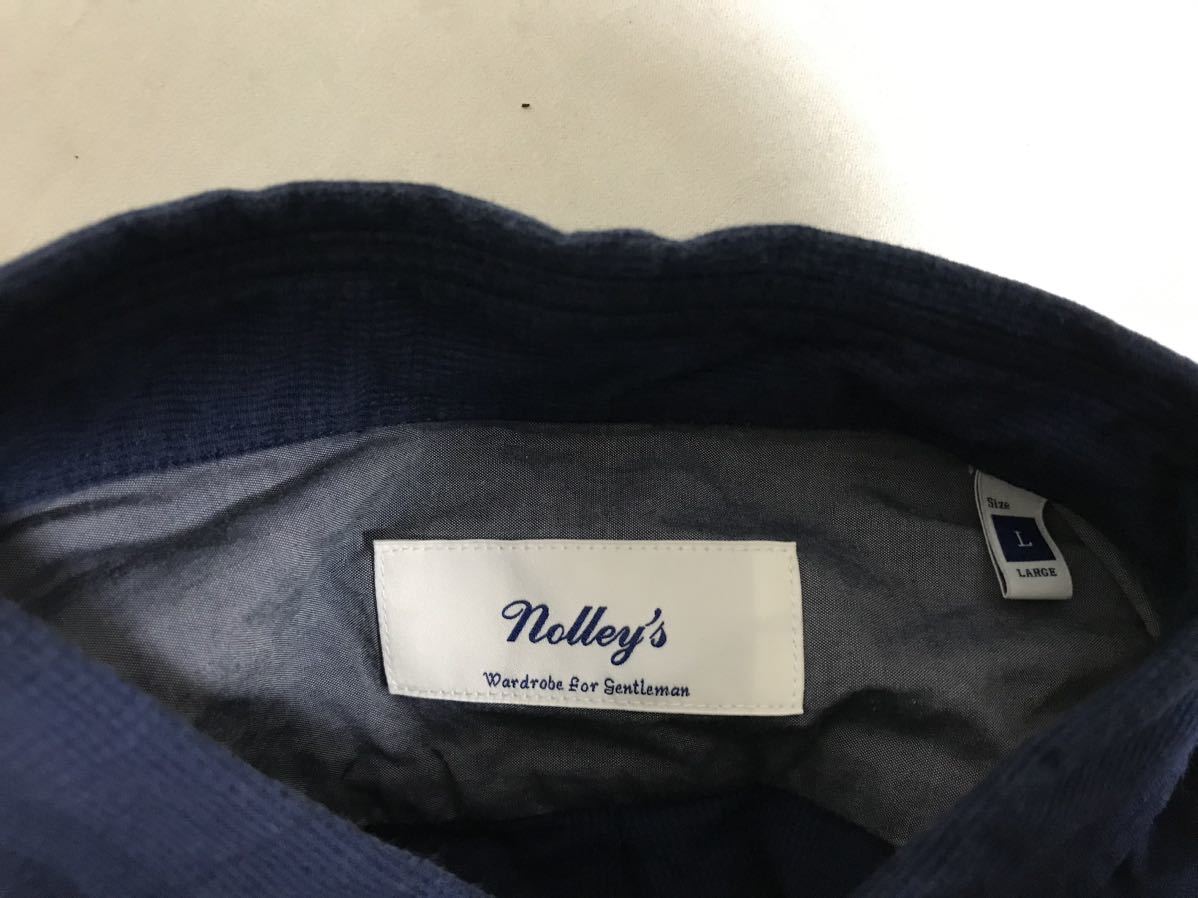 Nolley's
Wardrobe for Gentleman
Size
L
LARGE